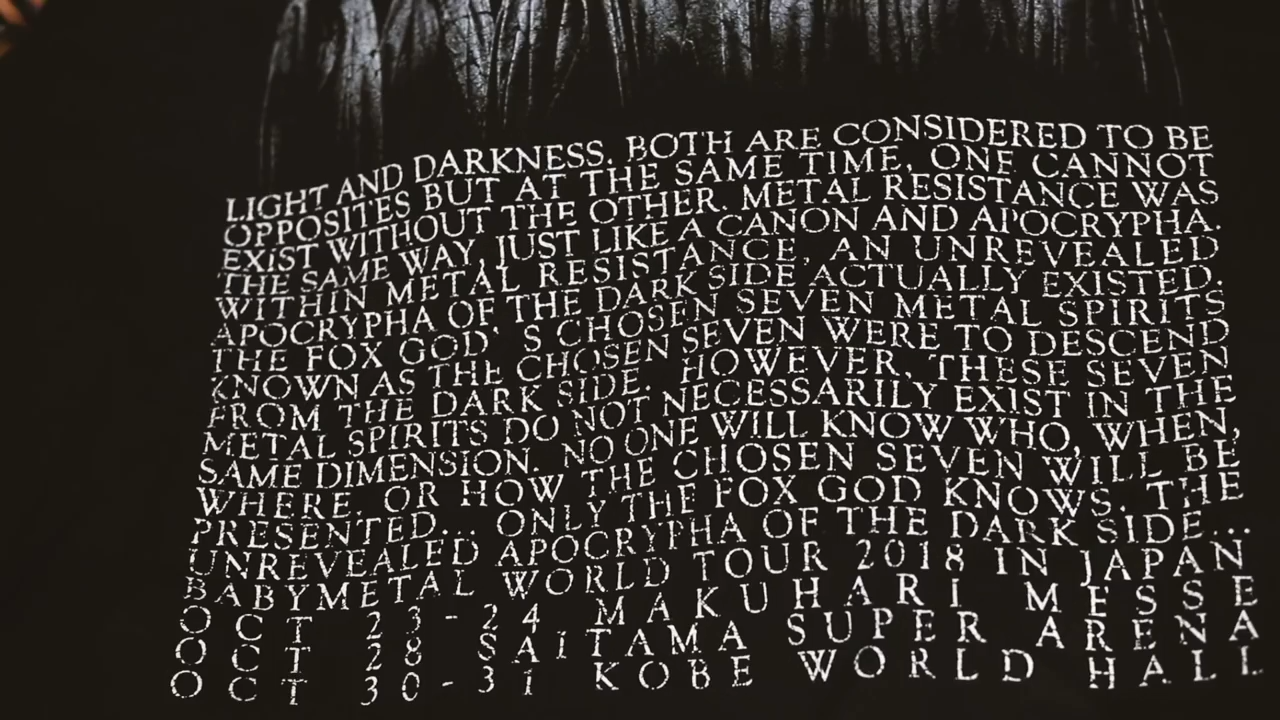 LIGHT AND DARKNESS. BOTH ARE CONSIDERED TO BE
OPPOSITES BUT AT THE SAME TIME, ONE CANNOT
EXIST WITHOUT THE OTHER. METAL RESISTANCE WAS
THE SAME WAY, JUST LIKE A CANON AND APOCRYPHA.
WITHIN METAL RESISTANCE, AN UNREVEALED
APOCRYPHA OF THE DARK SIDE ACTUALLY EXISTED.
THE FOX GOD' S CHOSEN SEVEN METAL SPIRITS
KNOWN AS THE CHOSEN SEVEN WERE TO DESCEND
FROM THE DARK SIDE. HOWEVER, THESE SEVEN
METAL SPIRITS DO NOT NECESSARILY EXIST IN THE
SAME DIMENSION. NO ONE WILL KNOW WHO, WHEN,
WHERE, OR HOW THE CHOSEN SEVEN WILL BE
PRESENTED... ONLY THE FOX GOD KNOWS. THE
UNREVEALED APOCRYPHA OF THE DARK SIDE...
BABYMETAL WORLD TOUR 2018 IN JAPAN
OCT 23-24 MAKUHARI MESSE
OCT 28 SAITAMA SUPER ARENA
OCT 30-31 KOBE WORLD HALL